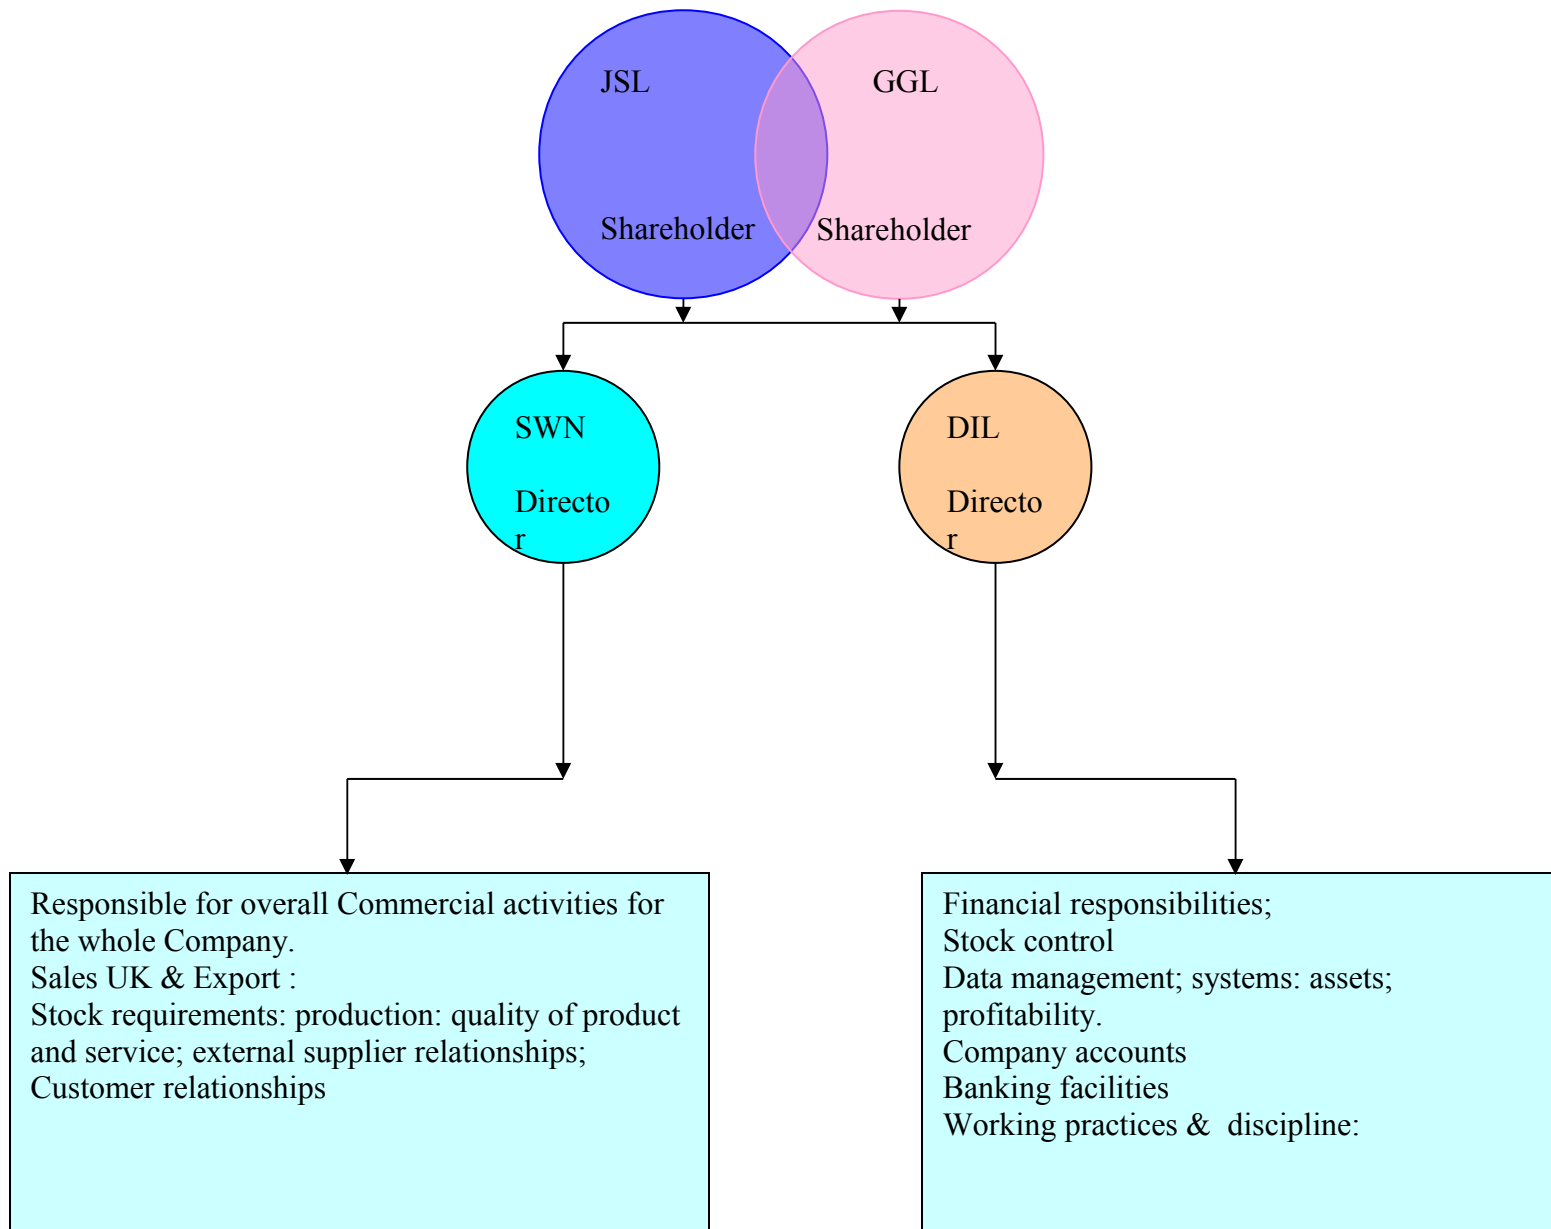 JSL
GGL
Shareholder
Shareholder
SWN
Directo
r
DIL
Directo
r
Responsible for overall Commercial activities for
the whole Company.
Sales UK & Export :
Stock requirements: production: quality of product
and service; external supplier relationships;
Customer relationships
Financial responsibilities;
Stock control
Data management; systems: assets;
profitability.
Company accounts
Banking facilities
Working practices &  discipline: